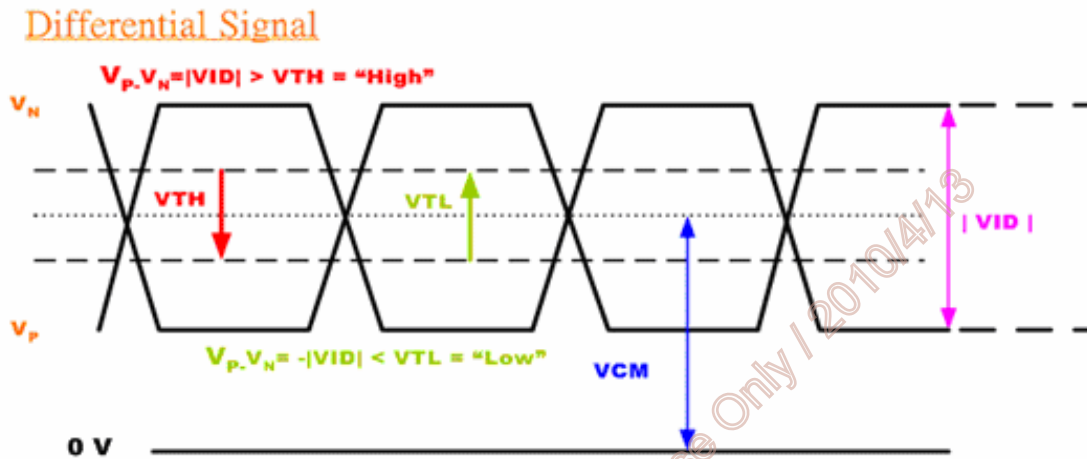 Differential Signal
VP-VN=|VID| > VTH = “High”
VN
VTH
VTL
| VID |
VP
VP-VN= -|VID| < VTL = “Low”
VCM
0 V
Only / 2010/4/13